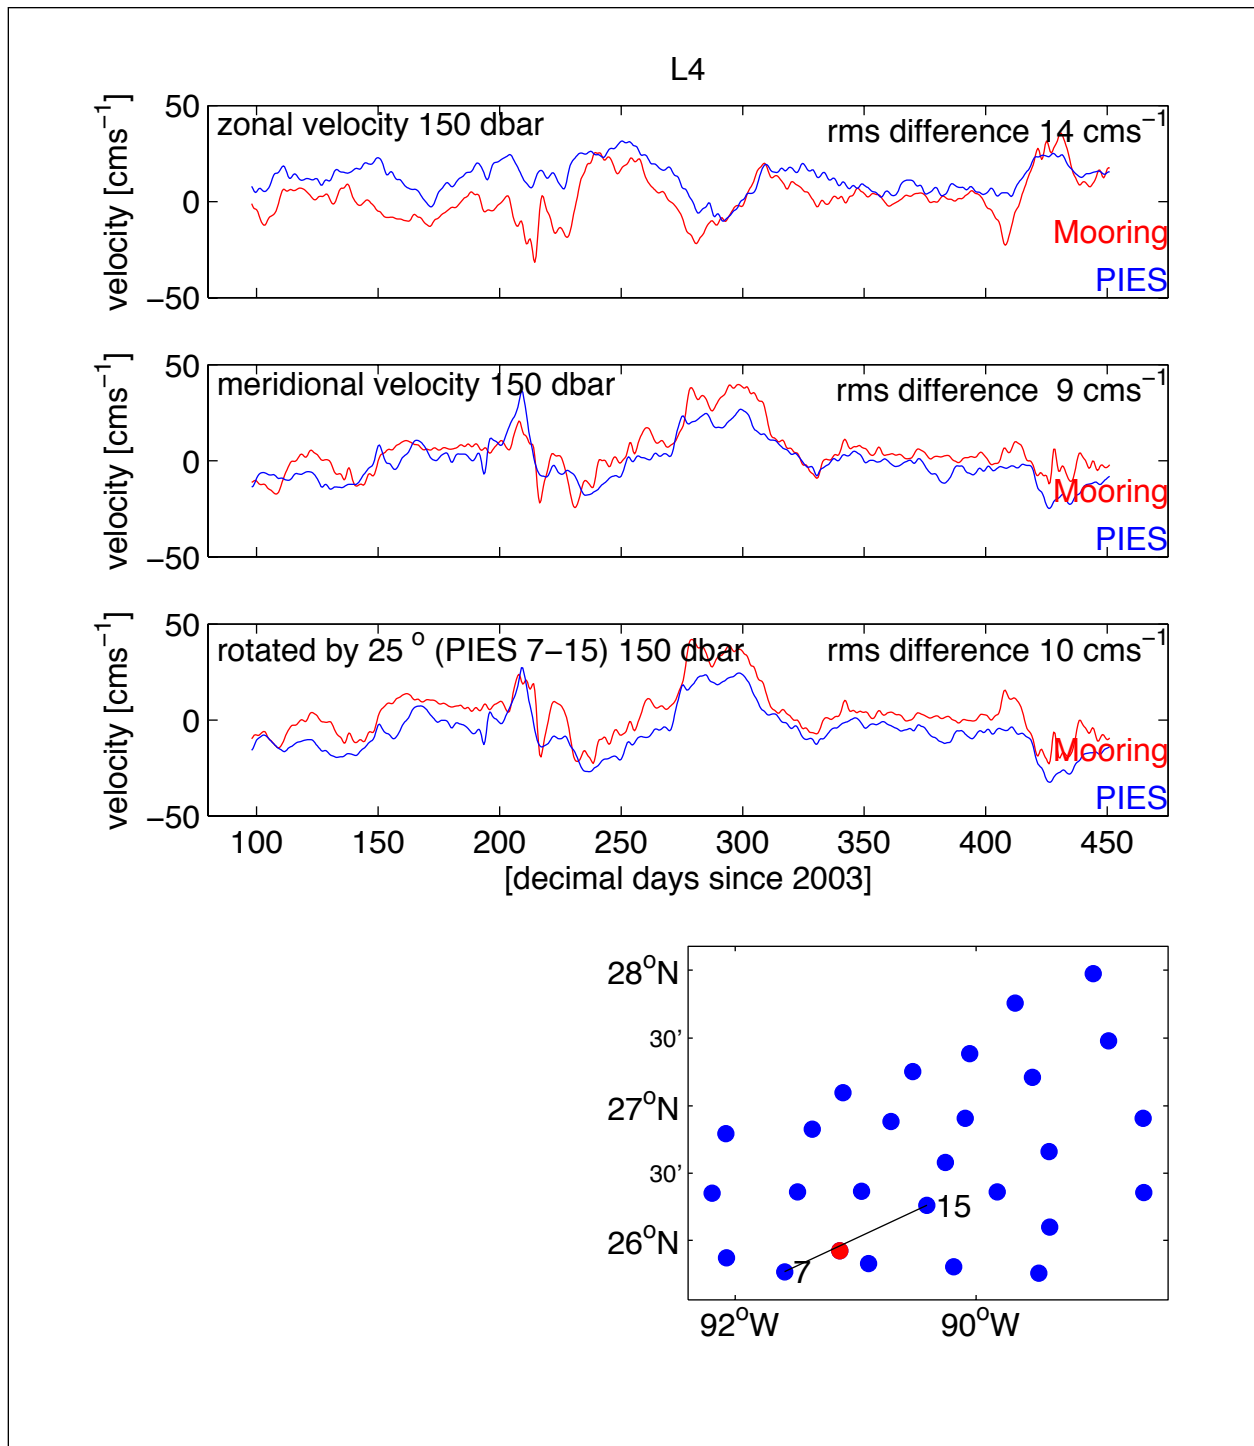 L4
50
0
−50
velocity [cms⁻¹]
zonal velocity 150 dbar
rms difference 14 cms⁻¹
Mooring
PIES
50
0
−50
velocity [cms⁻¹]
meridional velocity 150 dbar
rms difference  9 cms⁻¹
Mooring
PIES
50
0
−50
velocity [cms⁻¹]
rotated by 25 ° (PIES 7−15) 150 dbar
rms difference 10 cms⁻¹
Mooring
PIES
100 150 200 250 300 350 400 450
[decimal days since 2003]
28°N
30'
27°N
30'
26°N
15
7
92°W 90°W